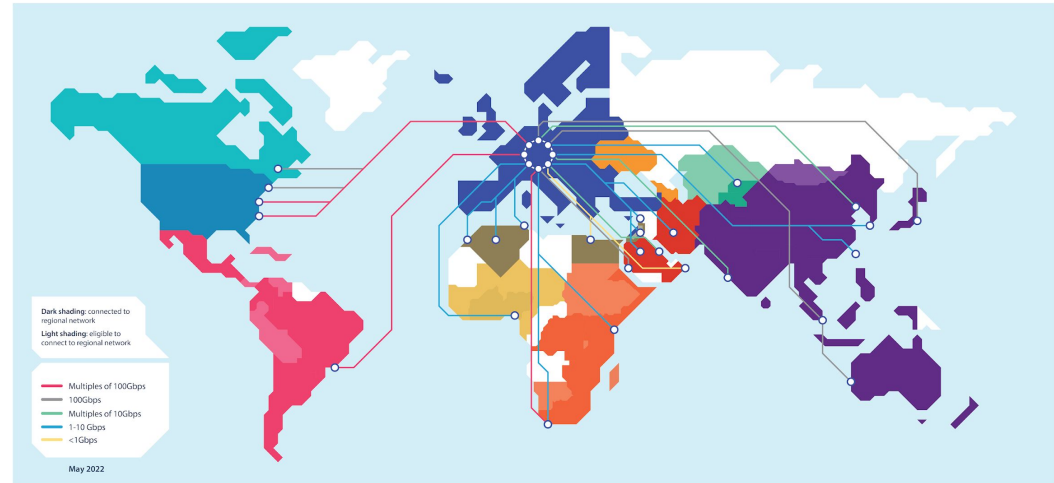 Dark shading: connected to
regional network
Light shading: eligible to
connect to regional network
Multiples of 100Gbps
100Gbps
Multiples of 10Gbps
1-10 Gbps
<1Gbps
May 2022